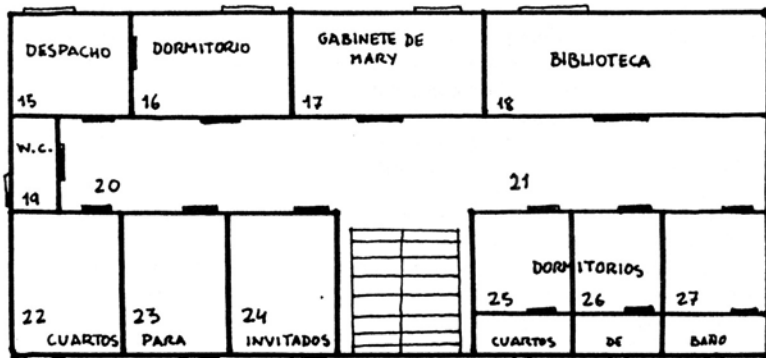 DESPACHO
15
DORMITORIO
16
GABINETE DE
MARY
17
BIBLIOTECA
18
W.C.
19
20
21
22
23
24
CUARTOS PARA INVITADOS
DORMITORIOS
25
26
27
CUARTOS DE BAÑO